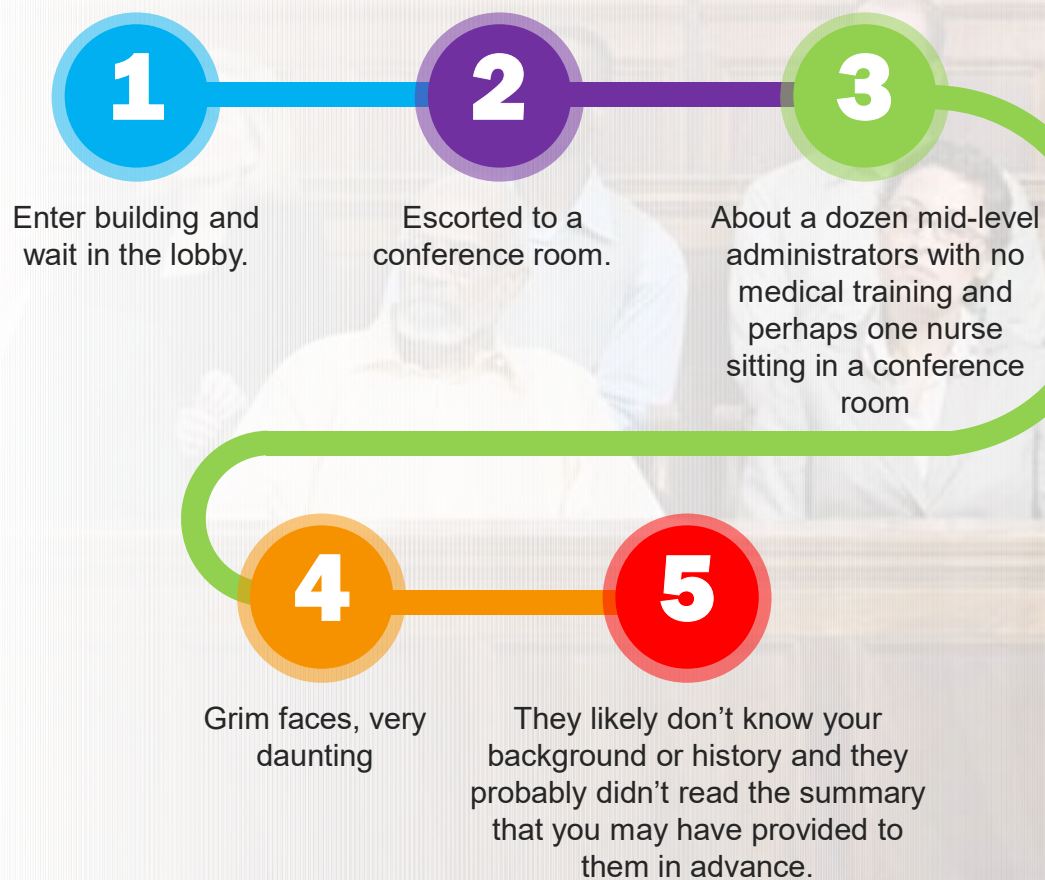 1
Enter building and
wait in the lobby.
2
Escorted to a
conference room.
3
About a dozen mid-level
administrators with no
medical training and
perhaps one nurse
sitting in a conference
room
4
Grim faces, very
daunting
5
They likely don’t know your
background or history and they
probably didn’t read the summary
that you may have provided to
them in advance.